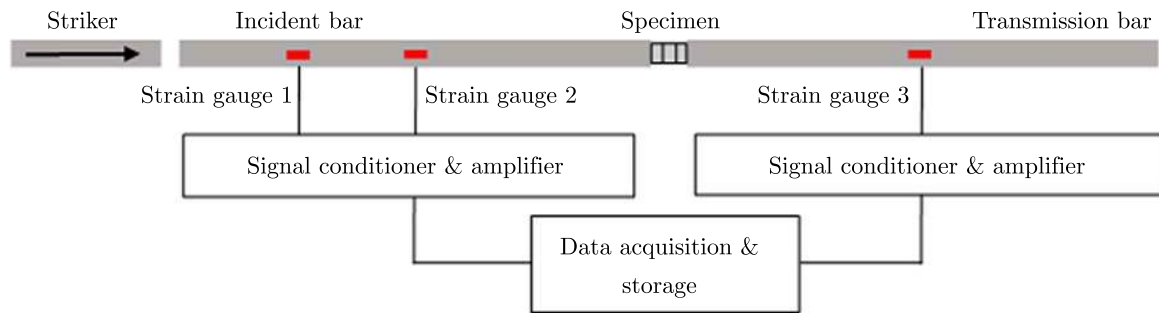 Striker
Incident bar
Specimen
Transmission bar
Strain gauge 1
Strain gauge 2
Strain gauge 3
Signal conditioner & amplifier
Signal conditioner & amplifier
Data acquisition &
storage